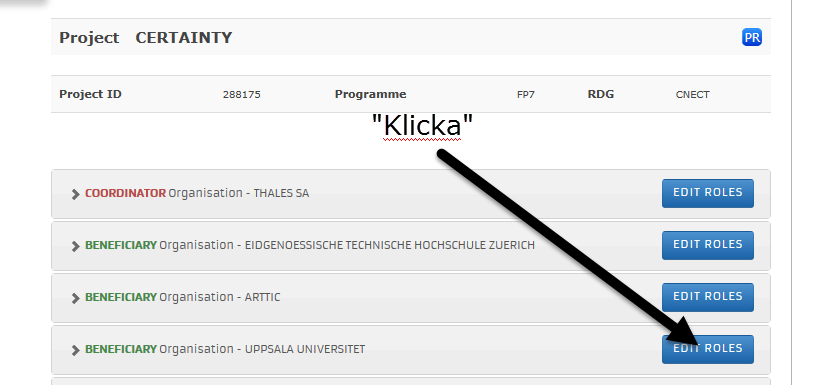 Project CERTAINTY PR
Project ID 288175 Programme FP7 RDG CNECT
"Klicka"
COORDINATOR Organisation - THALES SA EDIT ROLES
BENEFICIARY Organisation - EIDGENOESSISCHE TECHNISCHE HOCHSCHULE ZUERICH EDIT ROLES
BENEFICIARY Organisation - ARTTIC EDIT ROLES
BENEFICIARY Organisation - UPPSALA UNIVERSITET EDIT ROLES